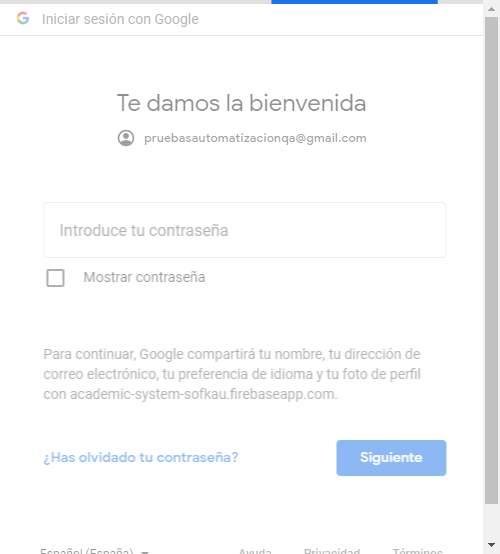 Iniciar sesión con Google
Te damos la bienvenida
pruebasautomatizacionqa@gmail.com
Introduce tu contraseña
Mostrar contraseña
Para continuar, Google compartirá tu nombre, tu dirección de
correo electrónico, tu preferencia de idioma y tu foto de perfil
con academic-system-sofkau.firebaseapp.com.
¿Has olvidado tu contraseña? Siguiente
Español (España) Ayuda Privacidad Términos